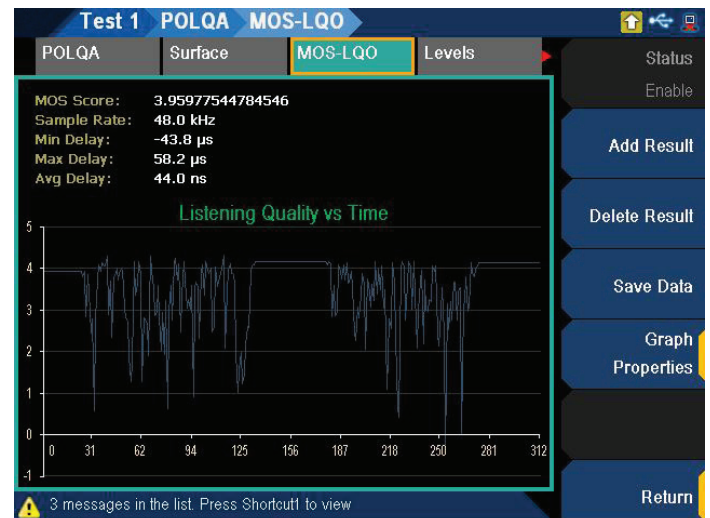 Test 1 POLQA MOS-LQO
POLQA Surface MOS-LQO Levels
Status
Enable
Add Result
Delete Result
Save Data
Graph
Properties
Return
MOS Score: 3.95977544784546
Sample Rate: 48.0 kHz
Min Delay: -43.8 µs
Max Delay: 58.2 µs
Avg Delay: 44.0 ns
Listening Quality vs Time
5
4
3
2
1
0
0 31 62 94 125 156 187 218 250 281 312
-1
3 messages in the list. Press Shortcut1 to view